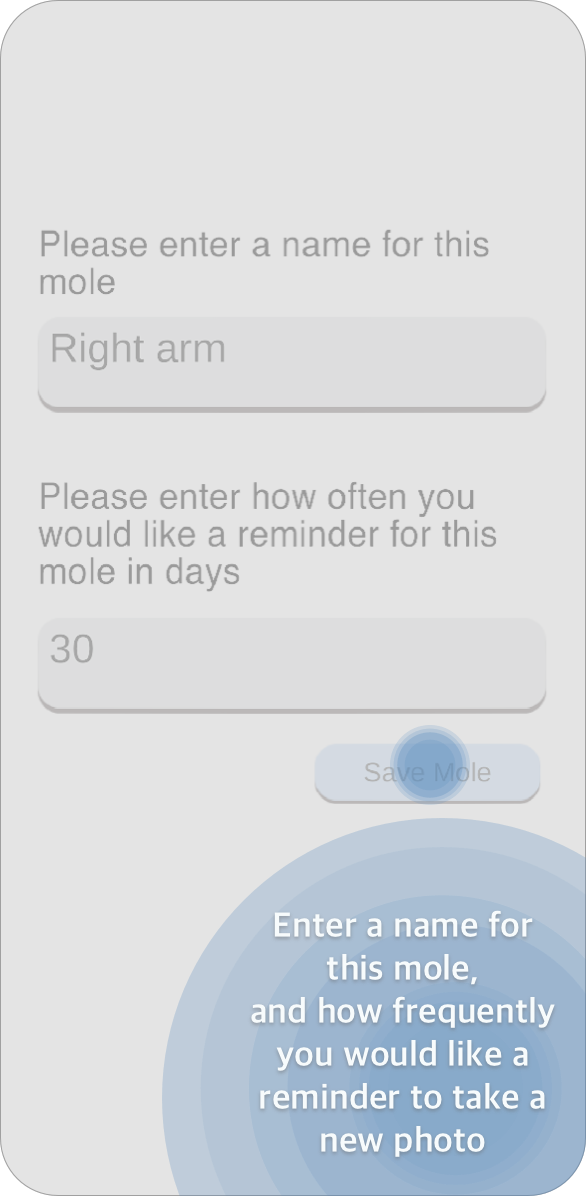 Please enter a name for this
mole
Right arm
Please enter how often you
would like a reminder for this
mole in days
30
Save Mole
Enter a name for
this mole,
and how frequently
you would like a
reminder to take a
new photo